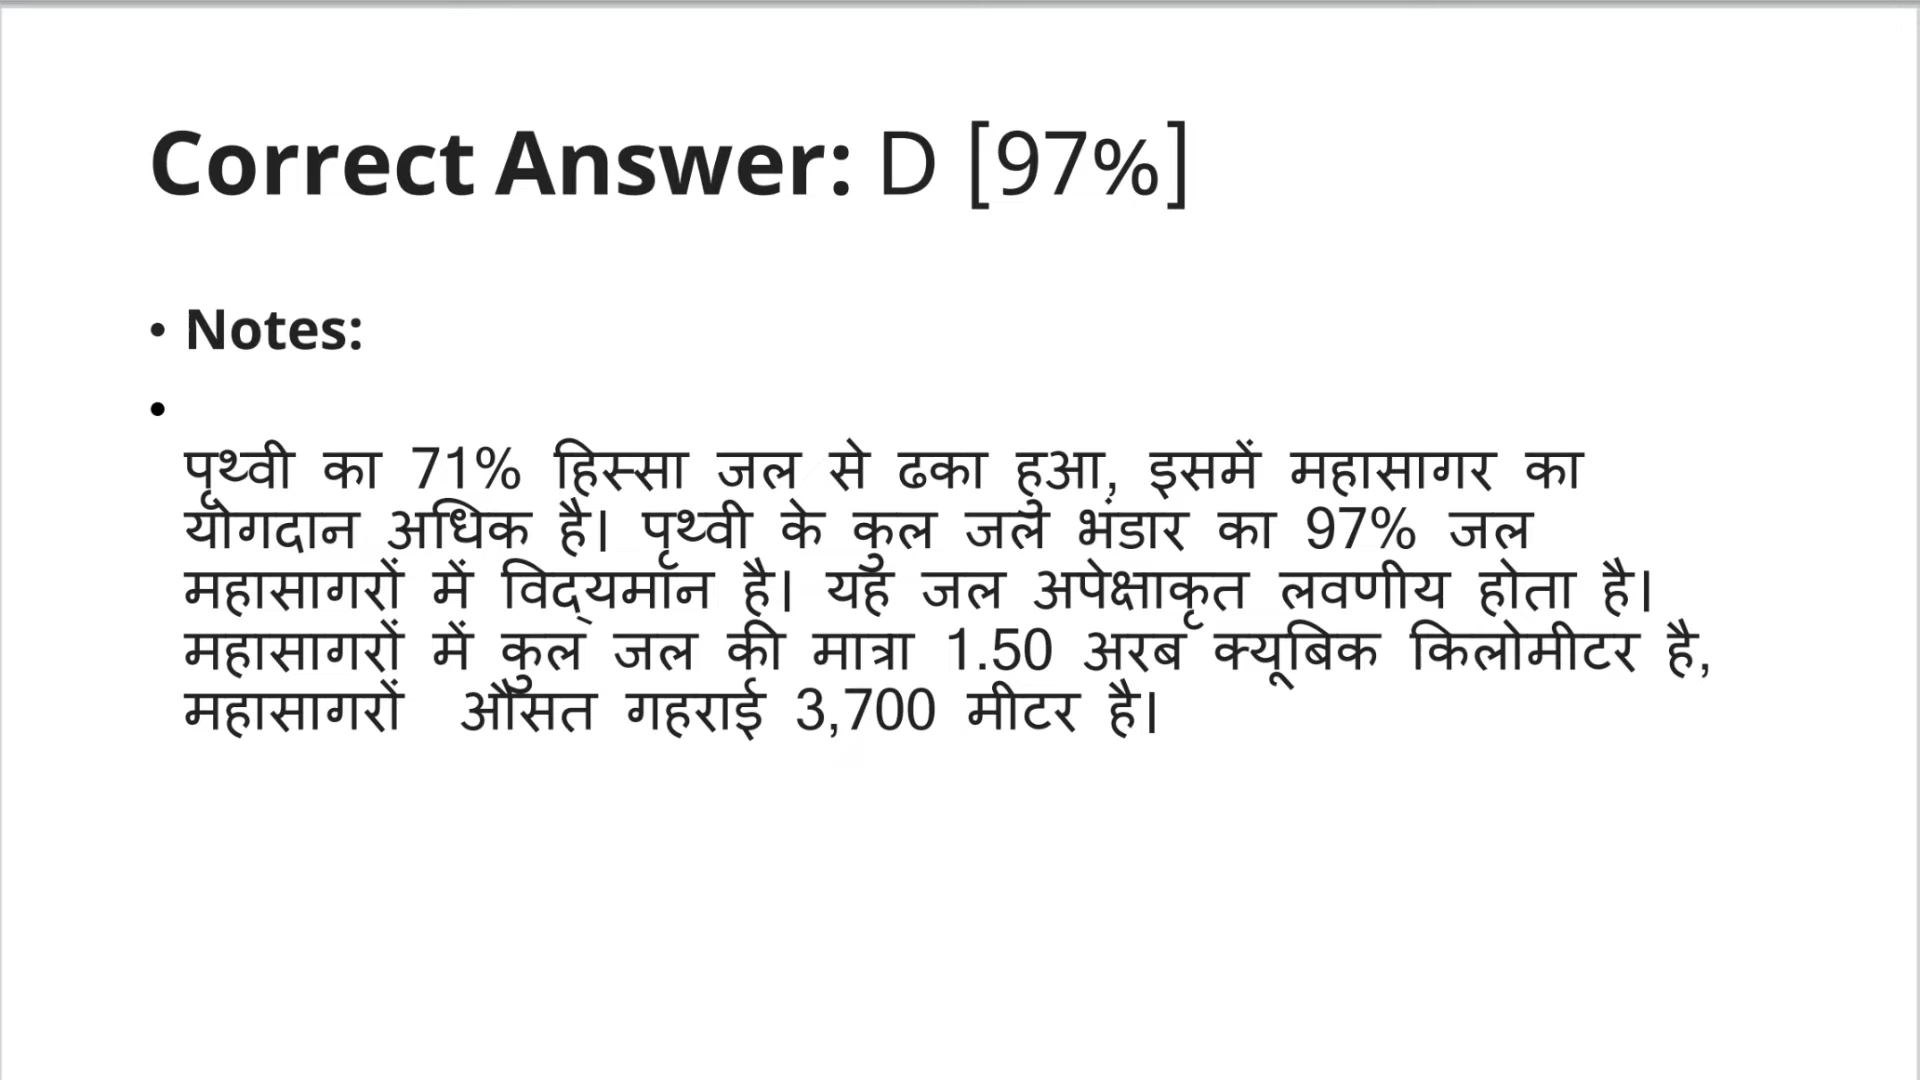 Correct Answer: D [97%]
• Notes:
•
पृथ्वी का 71% हिस्सा जल से ढका हुआ, इसमें महासागर का
योगदान अधिक है। पृथ्वी के कुल जल भंडार का 97% जल
महासागरों में विद्यमान है। यह जल अपेक्षाकृत लवणीय होता है।
महासागरों में कुल जल की मात्रा 1.50 अरब क्यूबिक किलोमीटर है,
महासागरों औसत गहराई 3,700 मीटर है।